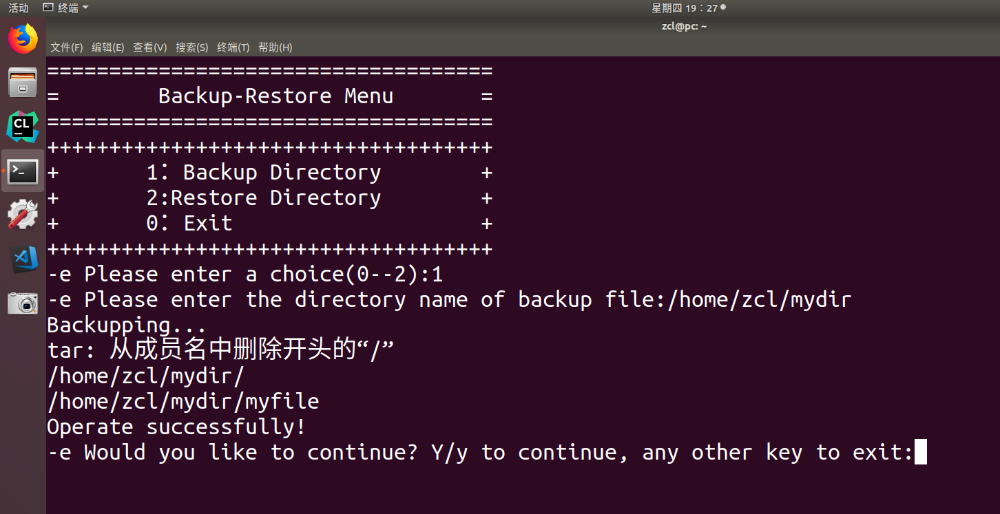 活动 终端 星期四 19：27
zcl@pc: ~
文件(F) 编辑(E) 查看(V) 搜索(S) 终端(T) 帮助(H)
====================================
= Backup-Restore Menu =
====================================
++++++++++++++++++++++++++++++++++++
+ 1：Backup Directory +
+ 2:Restore Directory +
+ 0：Exit +
++++++++++++++++++++++++++++++++++++
-e Please enter a choice(0--2):1
-e Please enter the directory name of backup file:/home/zcl/mydir
Backupping...
tar: 从成员名中删除开头的“/”
/home/zcl/mydir/
/home/zcl/mydir/myfile
Operate successfully!
-e Would you like to continue? Y/y to continue, any other key to exit:
CL